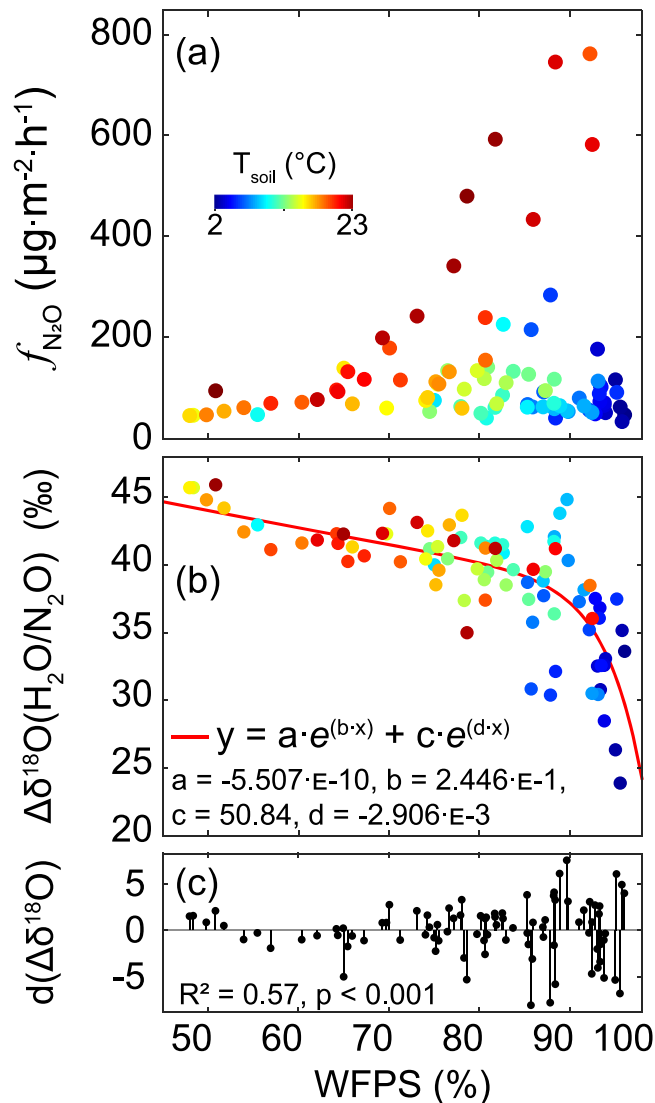 (a)
800
600
400
200
0
f_N₂O (µg·m⁻²·h⁻¹)
T_soil (°C)
2 23
(b)
45
40
35
30
25
20
Δδ¹⁸O(H₂O/N₂O) (‰)
y = a·e^(b·x) + c·e^(d·x)
a = -5.507·E-10, b = 2.446·E-1,
c = 50.84, d = -2.906·E-3
(c)
5
0
-5
d(Δδ¹⁸O)
R² = 0.57, p < 0.001
50 60 70 80 90 100
WFPS (%)